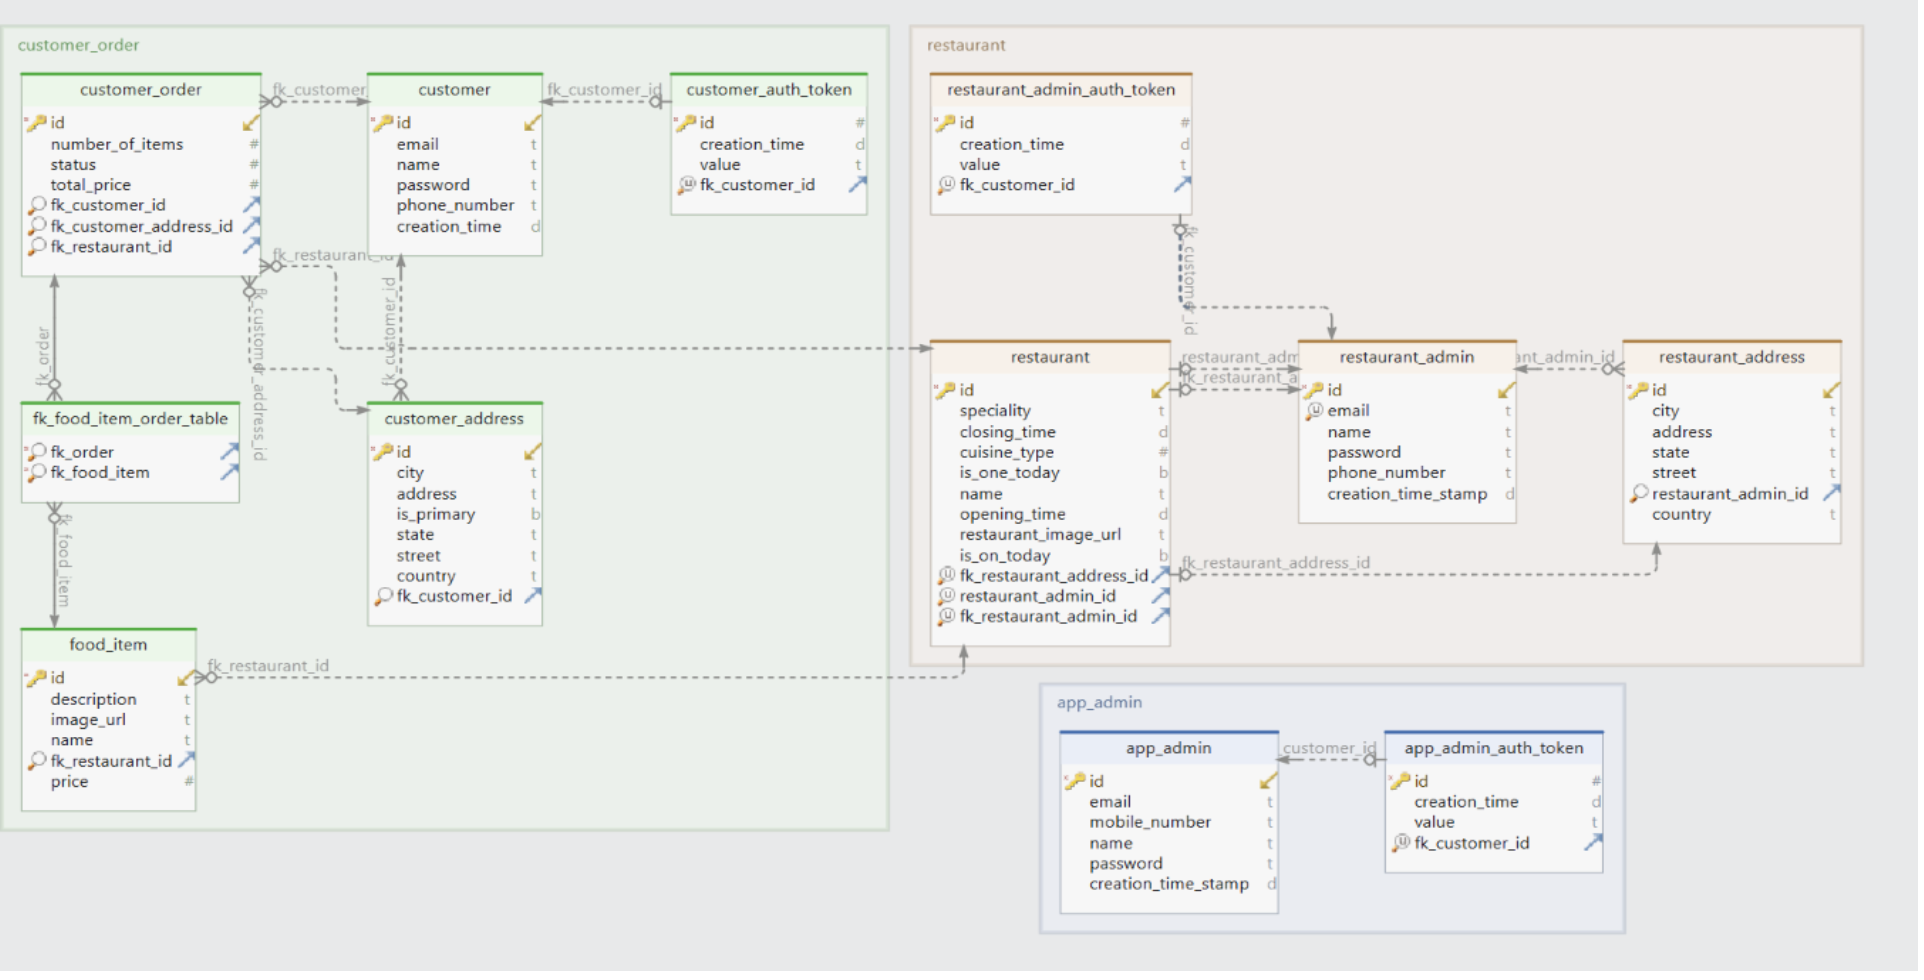 customer_order
customer_order
id
number_of_items #
status #
total_price #
fk_customer_id
fk_customer_address_id
fk_restaurant_id
fk_customer
customer
id
email t
name t
password t
phone_number t
creation_time d
fk_customer_id
customer_auth_token
id #
creation_time d
value t
fk_customer_id
fk_restaurant_id
fk_customer_id
fk_customer_address_id
fk_order
fk_food_item_order_table
fk_order
fk_food_item
customer_address
id
city t
address t
is_primary b
state t
street t
country t
fk_customer_id
fk_food_item
food_item
id
description t
image_url t
name t
fk_restaurant_id
price #
fk_restaurant_id
restaurant
restaurant_admin_auth_token
id #
creation_time d
value t
fk_customer_id
fk_customer_id
restaurant
id
speciality t
closing_time d
cuisine_type #
is_one_today b
name t
opening_time d
restaurant_image_url t
is_on_today b
fk_restaurant_address_id
restaurant_admin_id
fk_restaurant_admin_id
restaurant_adm
fk_restaurant_a
restaurant_admin
id
email t
name t
password t
phone_number t
creation_time_stamp d
ant_admin_id
restaurant_address
id
city t
address t
state t
street t
restaurant_admin_id
country t
fk_restaurant_address_id
app_admin
app_admin
id
email t
mobile_number t
name t
password t
creation_time_stamp d
customer_id
app_admin_auth_token
id #
creation_time d
value t
fk_customer_id